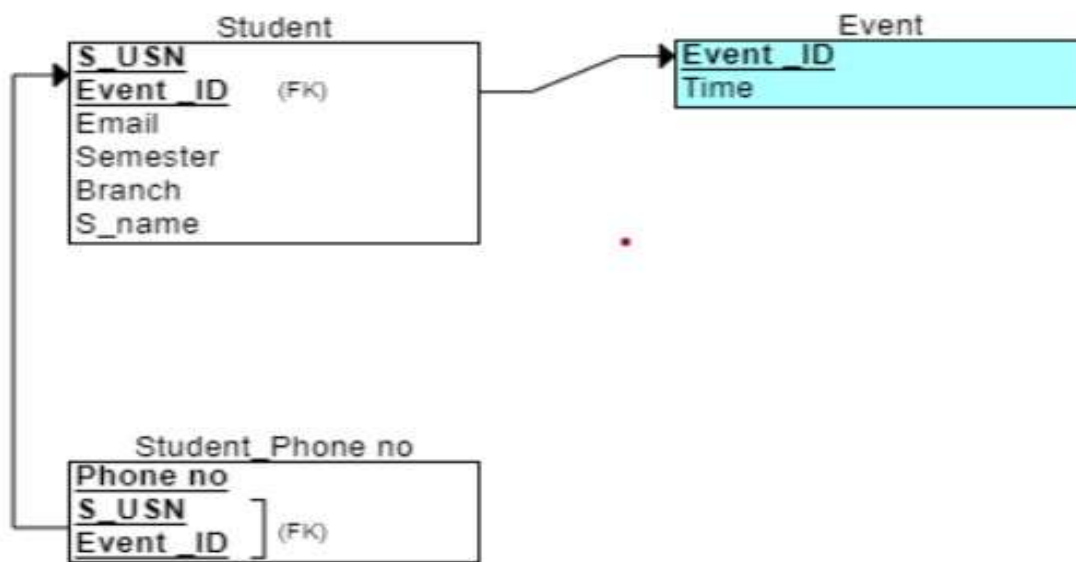 Student
S_USN
Event _ID (FK)
Email
Semester
Branch
S_name
Event
Event _ID
Time
Student_Phone no
Phone no
S_USN
Event _ID
(FK)